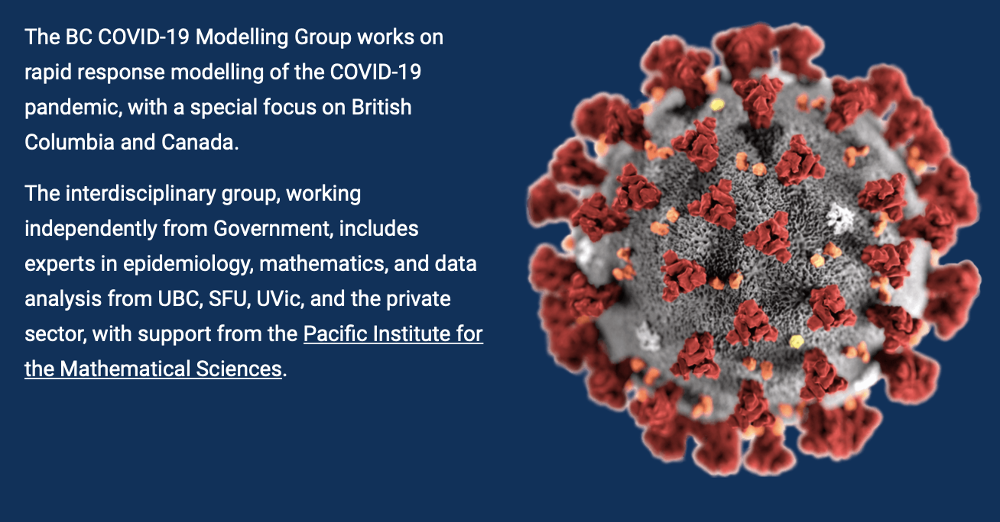 The BC COVID-19 Modelling Group works on
rapid response modelling of the COVID-19
pandemic, with a special focus on British
Columbia and Canada.
The interdisciplinary group, working
independently from Government, includes
experts in epidemiology, mathematics, and data
analysis from UBC, SFU, UVic, and the private
sector, with support from the Pacific Institute for
the Mathematical Sciences.